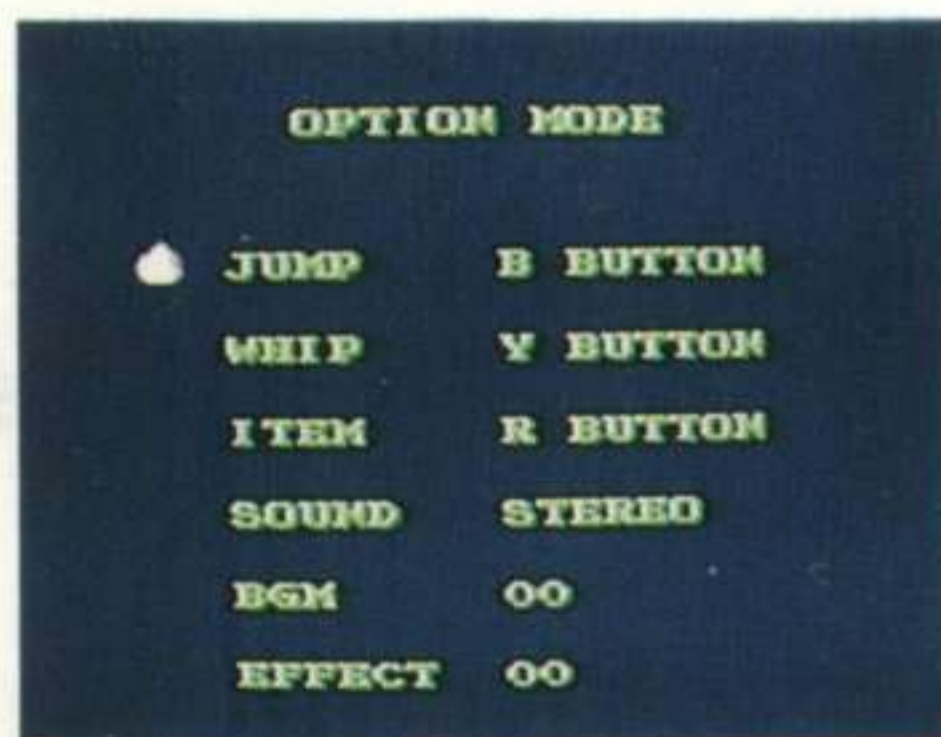 OPTION MODE
JUMP B BUTTON
WHIP Y BUTTON
ITEM R BUTTON
SOUND STEREO
BGM 00
EFFECT 00